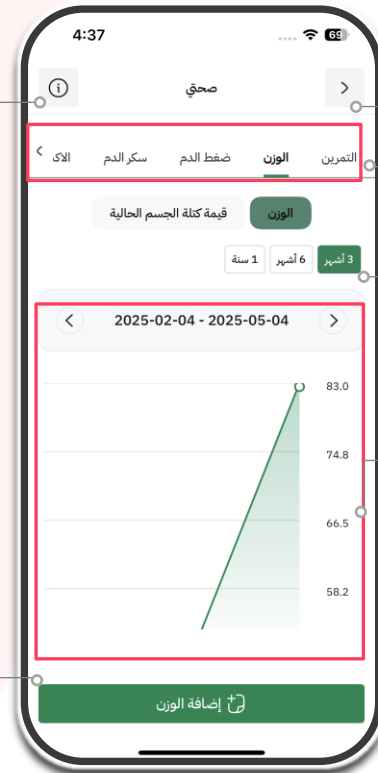 4:37
69
صحتي
التمرين الوزن ضغط الدم سكر الدم الاك
الوزن قيمة كتلة الجسم الحالية
3 أشهر 6 أشهر 1 سنة
2025-02-04 - 2025-05-04
83.0
74.8
66.5
58.2
إضافة الوزن